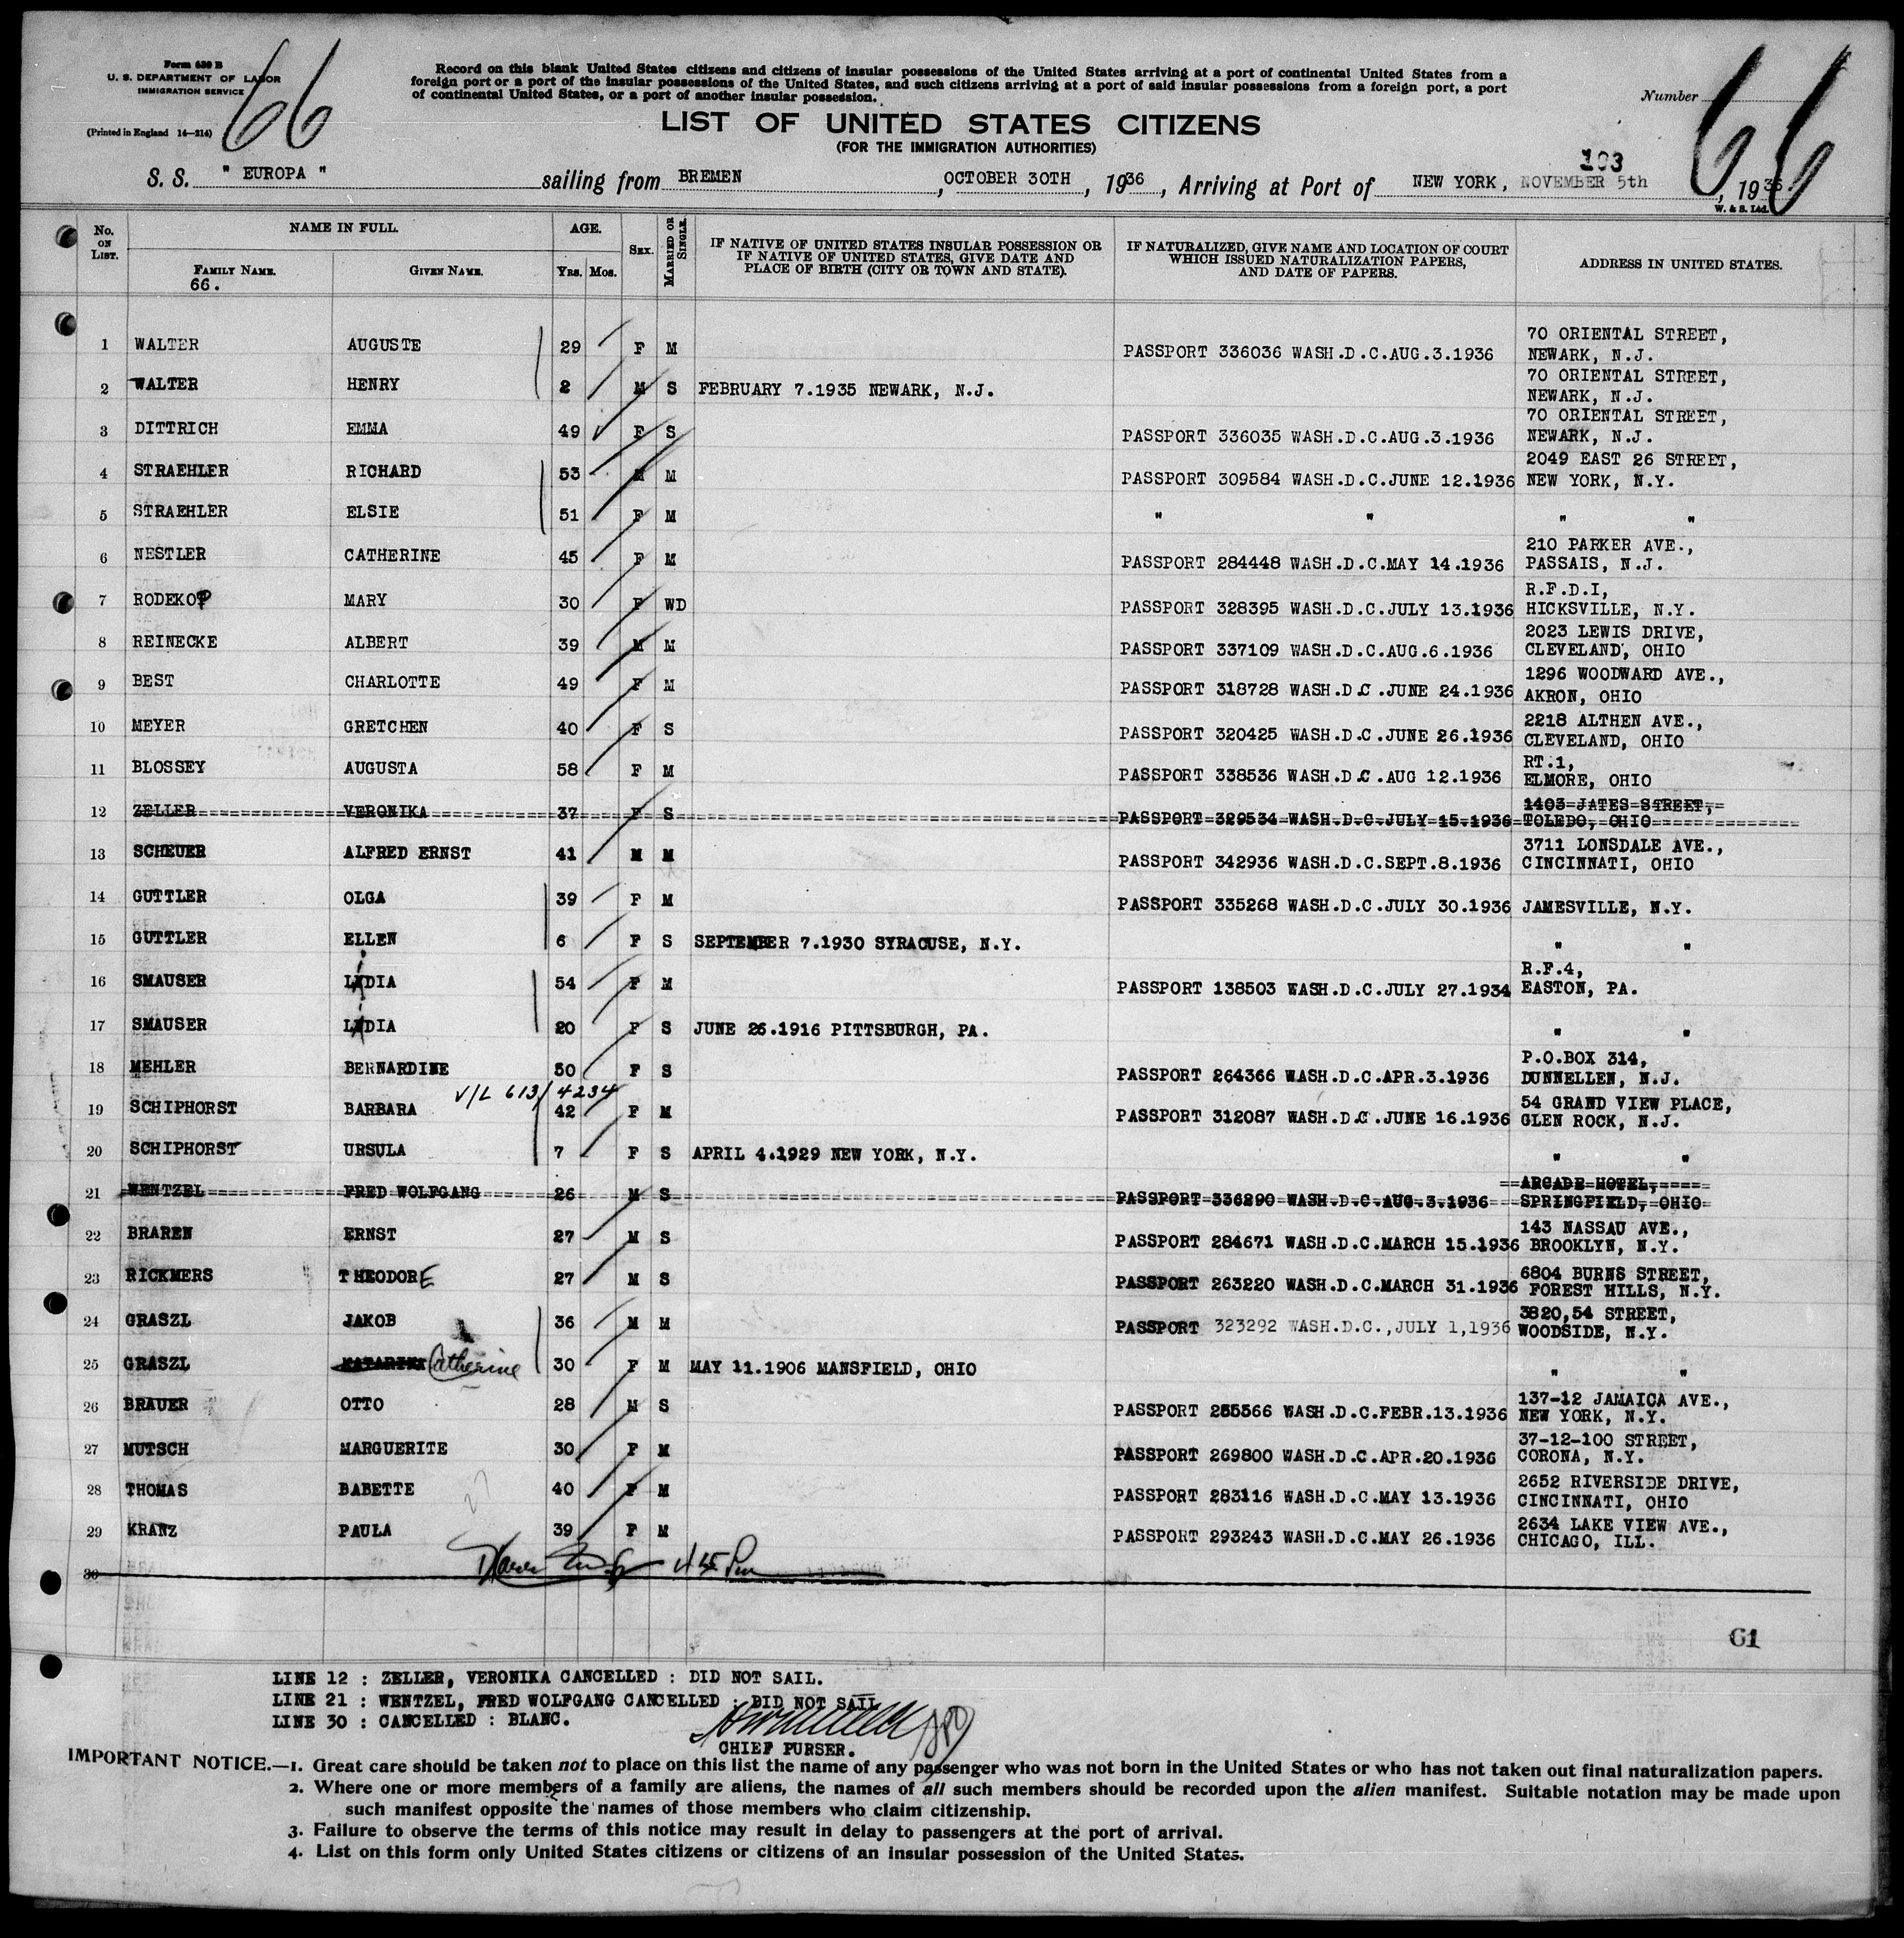 Form 630 B
U. S. DEPARTMENT OF LABOR
IMMIGRATION SERVICE
(Printed in England 14—214)
66
Record on this blank United States citizens and citizens of insular possessions of the United States arriving at a port of continental United States from a
foreign port or a port of the insular possessions of the United States, and such citizens arriving at a port of said insular possessions from a foreign port, a port
of continental United States, or a port of another insular possession.
Number 66
LIST OF UNITED STATES CITIZENS
(FOR THE IMMIGRATION AUTHORITIES)
103
S. S. " EUROPA " sailing from BREMEN, OCTOBER 30TH, 1936, Arriving at Port of NEW YORK, NOVEMBER 5th, 1936
W. & S. Ltd.
No. ON LIST. NAME IN FULL. AGE. SEX. MARRIED OR SINGLE. IF NATIVE OF UNITED STATES INSULAR POSSESSION OR IF NATIVE OF UNITED STATES, GIVE DATE AND PLACE OF BIRTH (CITY OR TOWN AND STATE). IF NATURALIZED, GIVE NAME AND LOCATION OF COURT WHICH ISSUED NATURALIZATION PAPERS, AND DATE OF PAPERS. ADDRESS IN UNITED STATES.
FAMILY NAME. GIVEN NAME. YRS. MOS.
66.
1 WALTER AUGUSTE 29 F M PASSPORT 336036 WASH.D.C.AUG.3.1936 70 ORIENTAL STREET, NEWARK, N.J.
2 WALTER HENRY 2 M S FEBRUARY 7.1935 NEWARK, N.J. 70 ORIENTAL STREET, NEWARK, N.J.
3 DITTRICH EMMA 49 F S PASSPORT 336035 WASH.D.C.AUG.3.1936 70 ORIENTAL STREET, NEWARK, N.J.
4 STRAEHLER RICHARD 53 M M PASSPORT 309584 WASH.D.C.JUNE 12.1936 2049 EAST 26 STREET, NEW YORK, N.Y.
5 STRAEHLER ELSIE 51 F M " " " "
6 NESTLER CATHERINE 45 F M PASSPORT 284448 WASH.D.C.MAY 14.1936 210 PARKER AVE., PASSAIS, N.J.
7 RODEKOP MARY 30 F WD PASSPORT 328395 WASH.D.C.JULY 13.1936 R.F.D.I, HICKSVILLE, N.Y.
8 REINECKE ALBERT 39 M M PASSPORT 337109 WASH.D.C.AUG.6.1936 2023 LEWIS DRIVE, CLEVELAND, OHIO
9 BEST CHARLOTTE 49 F M PASSPORT 318728 WASH.D.C.JUNE 24.1936 1296 WOODWARD AVE., AKRON, OHIO
10 MEYER GRETCHEN 40 F S PASSPORT 320425 WASH.D.C.JUNE 26.1936 2218 ALTHEN AVE., CLEVELAND, OHIO
11 BLOSSEY AUGUSTA 58 F M PASSPORT 338536 WASH.D.C.AUG 12.1936 RT.1, ELMORE, OHIO
12 ZELLER VERONIKA 37 F S PASSPORT 329534 WASH.D.C.JULY 15.1936 1403 JATES STREET, TOLEDO, OHIO
13 SCHEUER ALFRED ERNST 41 M M PASSPORT 342936 WASH.D.C.SEPT.8.1936 3711 LONSDALE AVE., CINCINNATI, OHIO
14 GUTTLER OLGA 39 F M PASSPORT 335268 WASH.D.C.JULY 30.1936 JAMESVILLE, N.Y.
15 GUTTLER ELLEN 6 F S SEPTEMBER 7.1930 SYRACUSE, N.Y. " "
16 SMAUSER LYDIA 54 F M PASSPORT 138503 WASH.D.C.JULY 27.1934 R.F.4, EASTON, PA.
17 SMAUSER LYDIA 20 F S JUNE 26.1916 PITTSBURGH, PA. " "
18 MEHLER BERNARDINE 50 F S PASSPORT 264366 WASH.D.C.APR.3.1936 P.O.BOX 314, DUNNELLEN, N.J.
V/L 613/4234
19 SCHIPHORST BARBARA 42 F M PASSPORT 312087 WASH.D.C.JUNE 16.1936 54 GRAND VIEW PLACE, GLEN ROCK, N.J.
20 SCHIPHORST URSULA 7 F S APRIL 4.1929 NEW YORK, N.Y. " "
21 WENTZEL FRED WOLFGANG 26 M S PASSPORT 336290 WASH.D.C.AUG.3.1936 ARCADE HOTEL, SPRINGFIELD, OHIO
22 BRAREN ERNST 27 M S PASSPORT 284671 WASH.D.C.MARCH 15.1936 143 NASSAU AVE., BROOKLYN, N.Y.
23 RICKMERS THEODORE 27 M S PASSPORT 263220 WASH.D.C.MARCH 31.1936 6804 BURNS STREET, FOREST HILLS, N.Y.
24 GRASZL JAKOB 36 M M PASSPORT 323292 WASH.D.C.,JULY 1,1936 3820,54 STREET, WOODSIDE, N.Y.
25 GRASZL KATARINA Catherine 30 F M MAY 11.1906 MANSFIELD, OHIO " "
26 BRAUER OTTO 28 M S PASSPORT 255566 WASH.D.C.FEBR.13.1936 137-12 JAMAICA AVE., NEW YORK, N.Y.
27 MUTSCH MARGUERITE 30 F M PASSPORT 269800 WASH.D.C.APR.20.1936 37-12-100 STREET, CORONA, N.Y.
28 THOMAS BABETTE 40 F M PASSPORT 283116 WASH.D.C.MAY 13.1936 2652 RIVERSIDE DRIVE, CINCINNATI, OHIO
29 KRANZ PAULA 39 F M PASSPORT 293243 WASH.D.C.MAY 26.1936 2634 LAKE VIEW AVE., CHICAGO, ILL.
30
61
LINE 12 : ZELLER, VERONIKA CANCELLED : DID NOT SAIL.
LINE 21 : WENTZEL, FRED WOLFGANG CANCELLED : DID NOT SAIL
LINE 30 : CANCELLED : BLANC.
CHIEF PURSER.
IMPORTANT NOTICE.—1. Great care should be taken not to place on this list the name of any passenger who was not born in the United States or who has not taken out final naturalization papers.
2. Where one or more members of a family are aliens, the names of all such members should be recorded upon the alien manifest. Suitable notation may be made upon
such manifest opposite the names of those members who claim citizenship.
3. Failure to observe the terms of this notice may result in delay to passengers at the port of arrival.
4. List on this form only United States citizens or citizens of an insular possession of the United States.